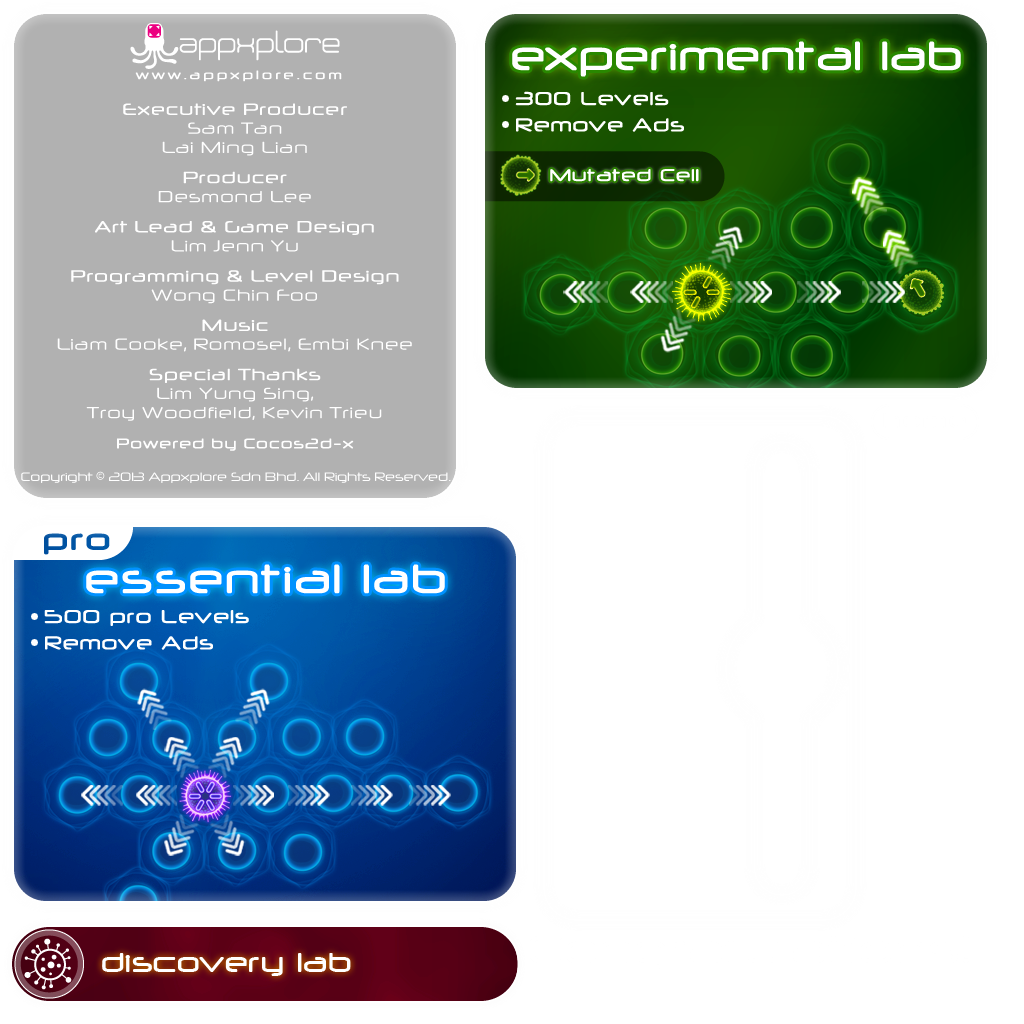 appxplore
www.appxplore.com
Executive Producer
Sam Tan
Lai Ming Lian
Producer
Desmond Lee
Art Lead & Game Design
Lim Jenn Yu
Programming & Level Design
Wong Chin Foo
Music
Liam Cooke, Romosel, Embi Knee
Special Thanks
Lim Yung Sing,
Troy Woodfield, Kevin Trieu
Powered by Cocos2d-x
Copyright © 2013 Appxplore Sdn Bhd. All Rights Reserved.
experimental lab
• 300 Levels
• Remove Ads
Mutated Cell
pro
essential lab
• 500 pro Levels
• Remove Ads
discovery lab